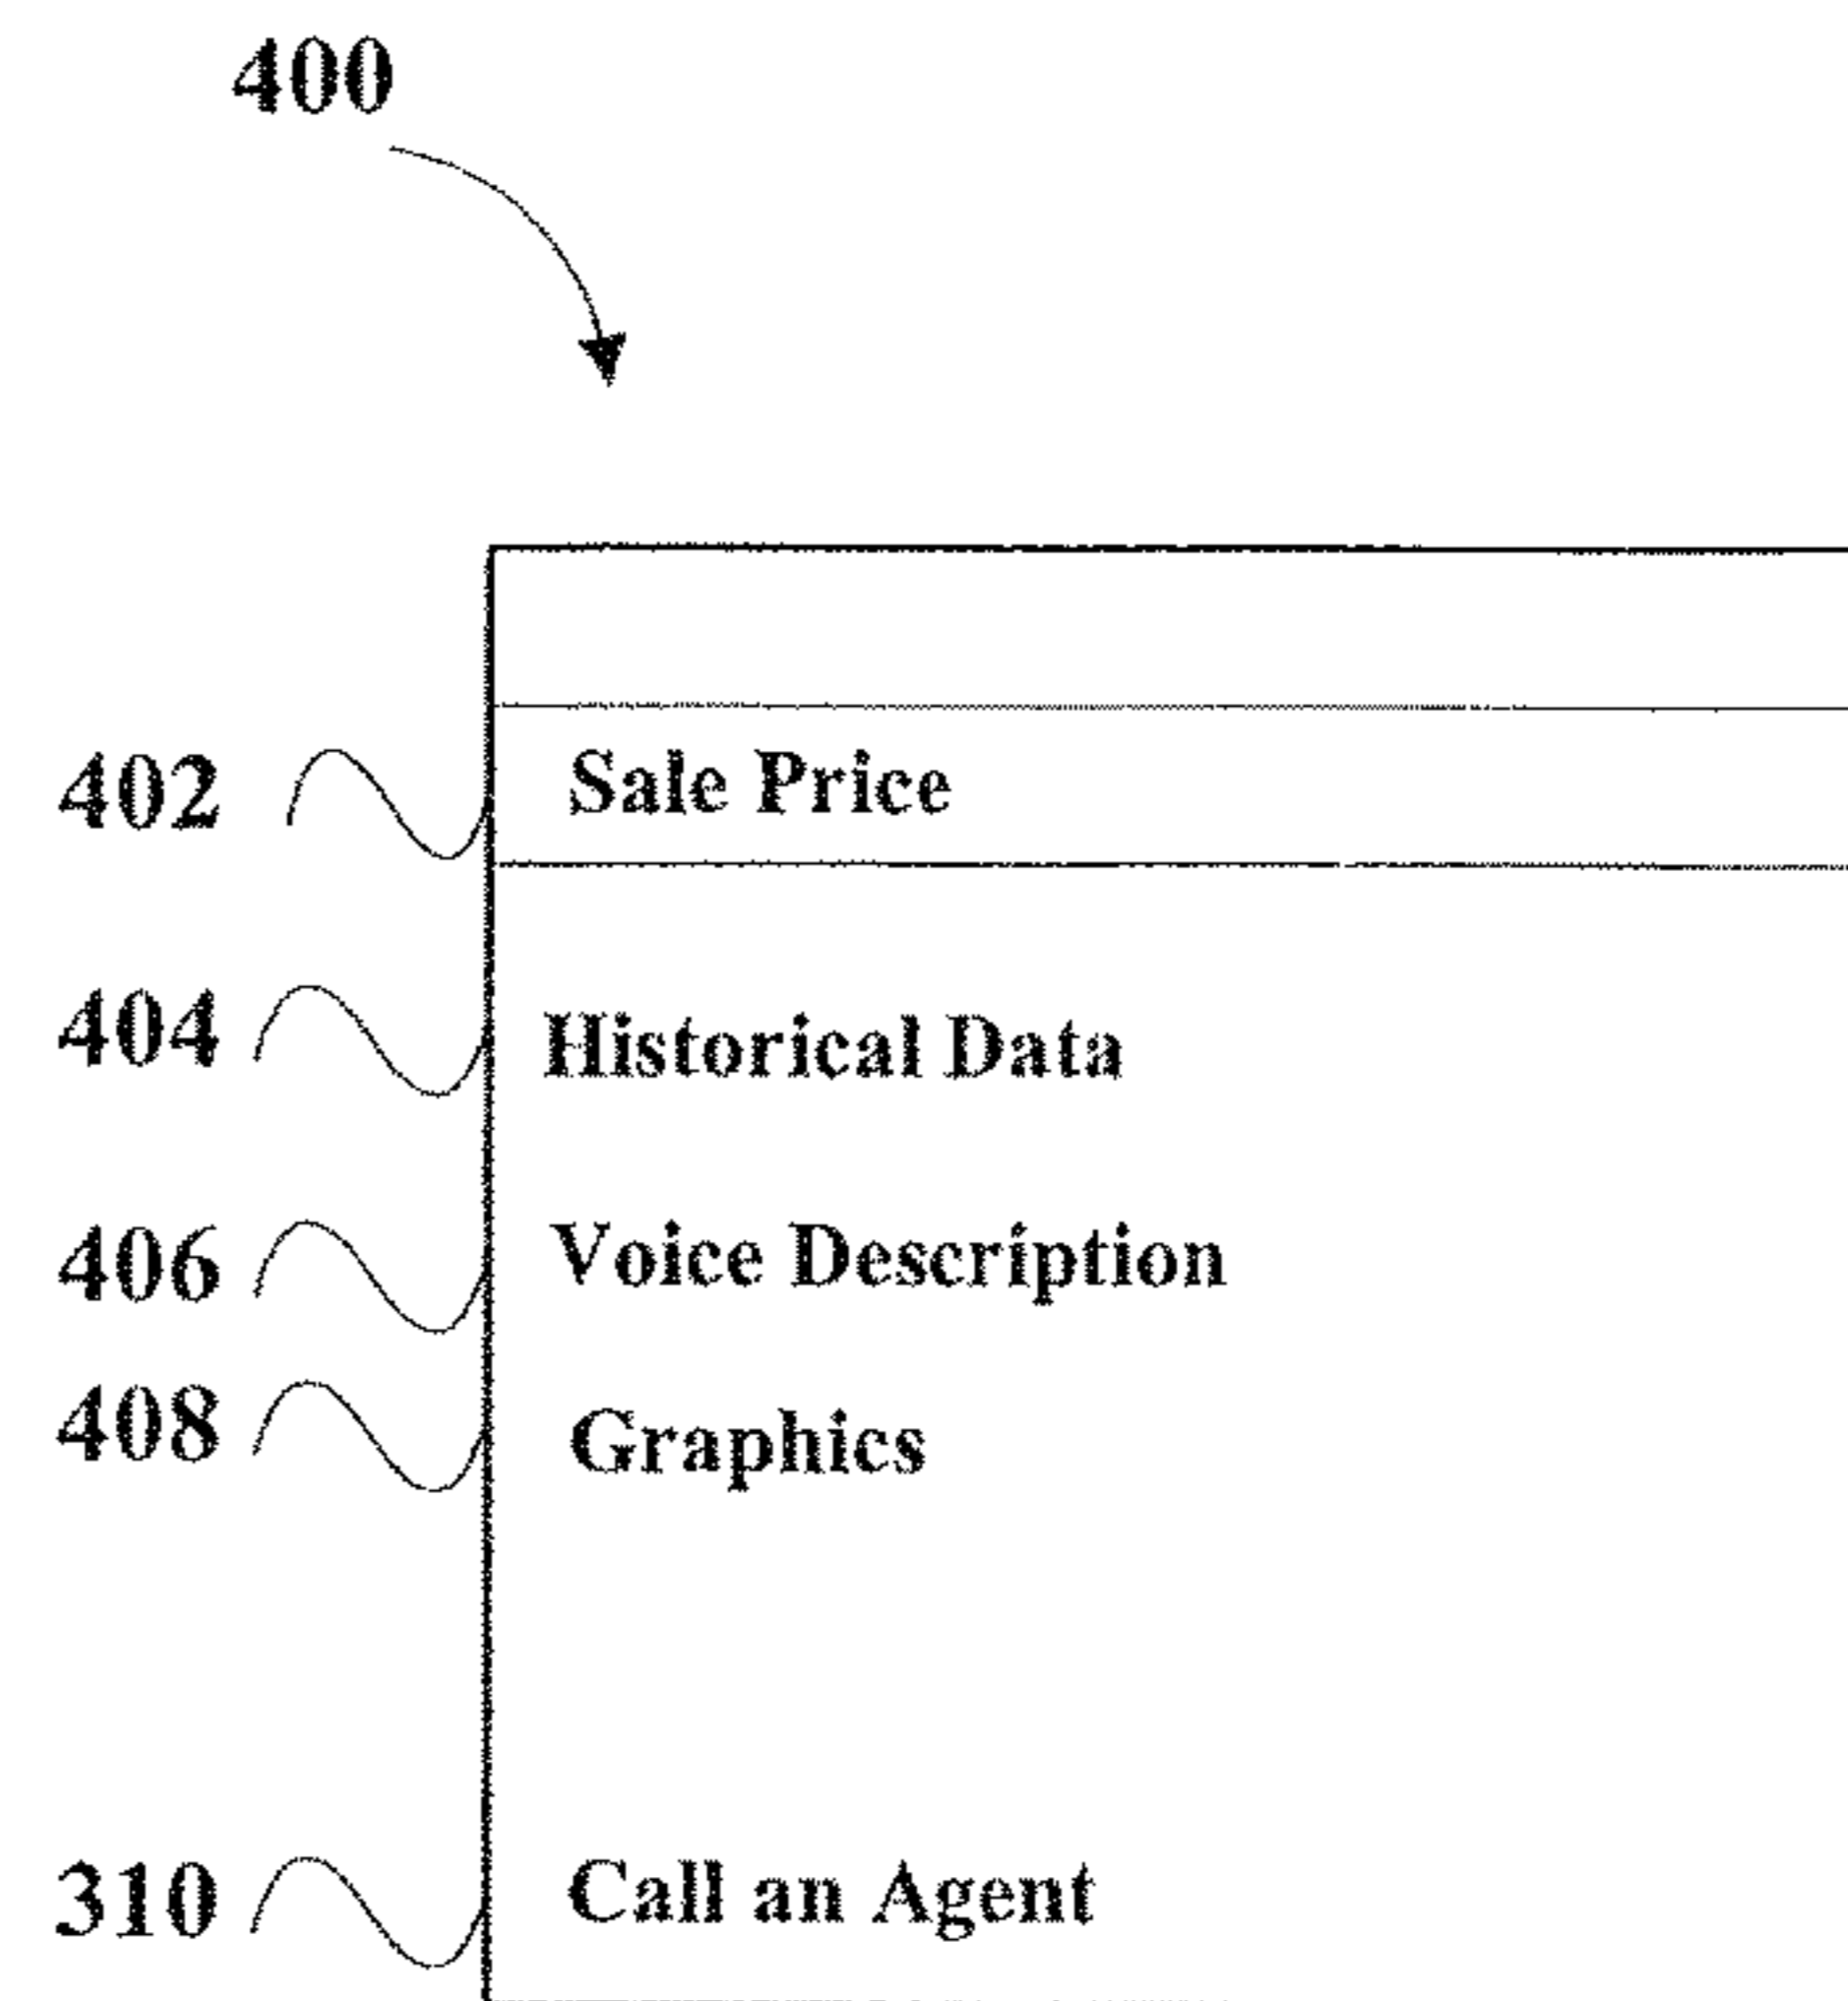 400
402 Sale Price
404 Historical Data
406 Voice Description
408 Graphics
310 Call an Agent